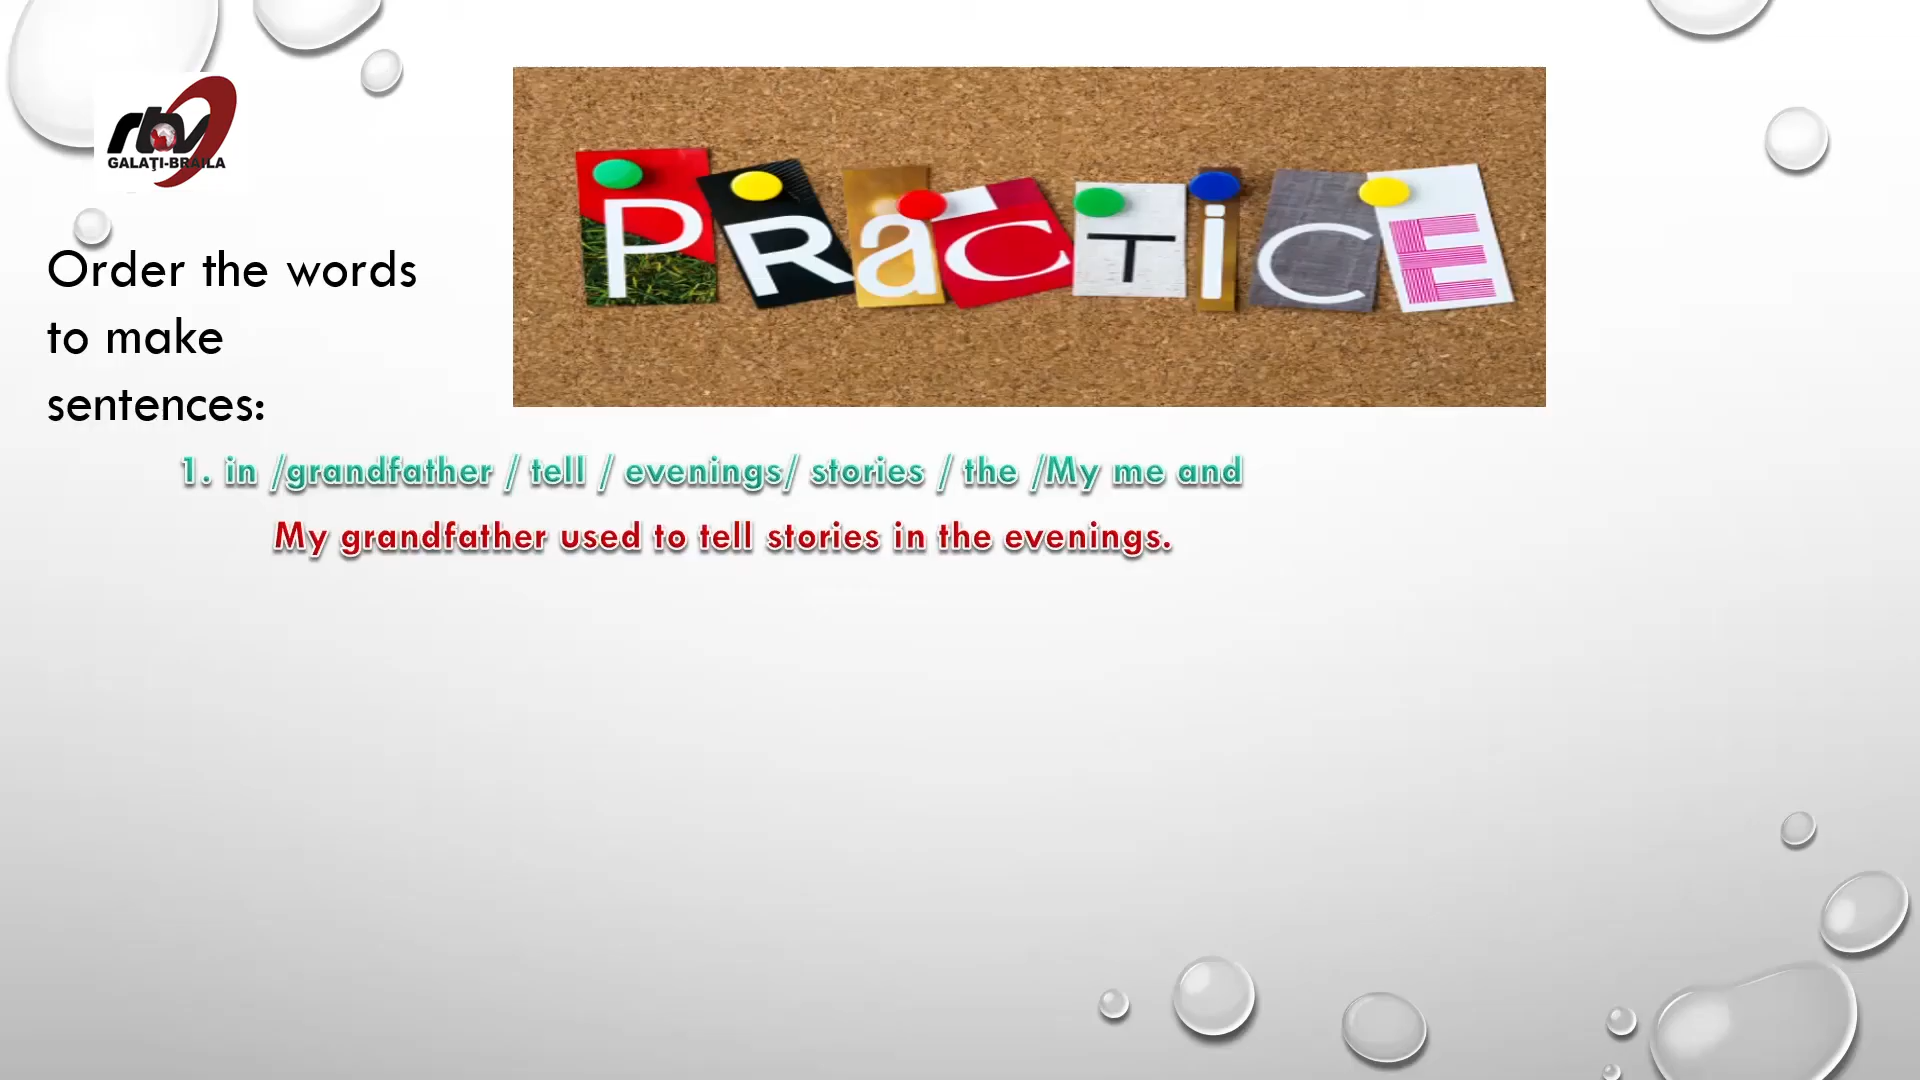 rtv
GALAŢI-BRĂILA
PRaCTiCE
Order the words
to make
sentences:
1. in /grandfather / tell / evenings/ stories / the /My me and
My grandfather used to tell stories in the evenings.